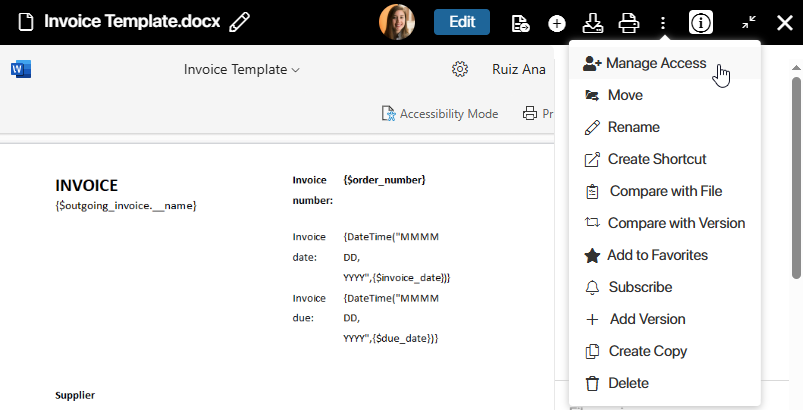 Invoice Template.docx
Edit
W
Invoice Template
Ruiz Ana
Accessibility Mode
Pr
Manage Access
Move
Rename
Create Shortcut
Compare with File
Compare with Version
Add to Favorites
Subscribe
Add Version
Create Copy
Delete
INVOICE
{$outgoing_invoice.__name}
Invoice {$order_number}
number:
Invoice {DateTime("MMMM
date: DD,
YYYY",{$invoice_date})}
Invoice {DateTime("MMMM
due: DD,
YYYY",{$due_date})}
Supplier